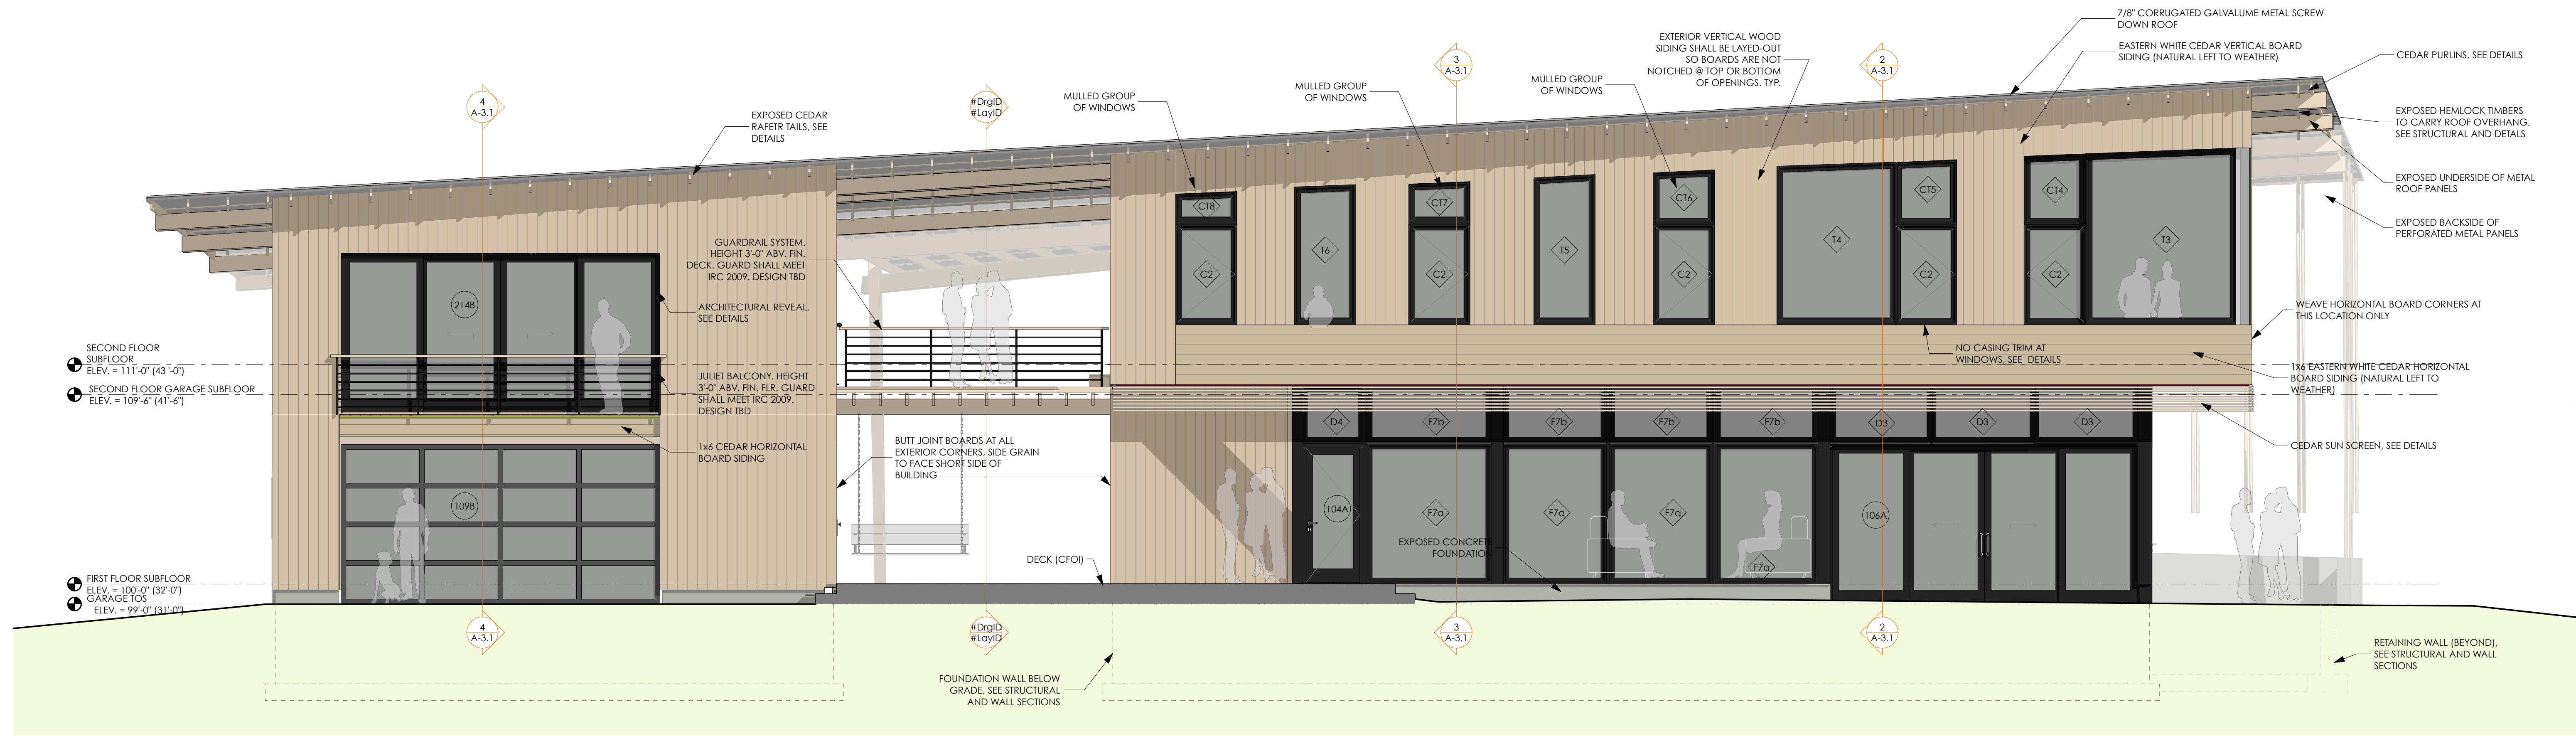 7/8" CORRUGATED GALVALUME METAL SCREW
DOWN ROOF
EXTERIOR VERTICAL WOOD
SIDING SHALL BE LAYED-OUT
SO BOARDS ARE NOT
NOTCHED @ TOP OR BOTTOM
OF OPENINGS. TYP.
EASTERN WHITE CEDAR VERTICAL BOARD
SIDING (NATURAL LEFT TO WEATHER)
CEDAR PURLINS, SEE DETAILS
3
A-3.1
2
A-3.1
MULLED GROUP
OF WINDOWS
MULLED GROUP
OF WINDOWS
MULLED GROUP
OF WINDOWS
4
A-3.1
#DrgID
#LayID
EXPOSED CEDAR
RAFETR TAILS, SEE
DETAILS
EXPOSED HEMLOCK TIMBERS
TO CARRY ROOF OVERHANG,
SEE STRUCTURAL AND DETALS
EXPOSED UNDERSIDE OF METAL
ROOF PANELS
EXPOSED BACKSIDE OF
PERFORATED METAL PANELS
CT8
CT7
CT6
CT5
CT4
T6
T5
T4
T3
C2
C2
C2
C2
C2
GUARDRAIL SYSTEM.
HEIGHT 3'-0" ABV. FIN.
DECK. GUARD SHALL MEET
IRC 2009. DESIGN TBD
214B
ARCHITECTURAL REVEAL,
SEE DETAILS
WEAVE HORIZONTAL BOARD CORNERS AT
THIS LOCATION ONLY
NO CASING TRIM AT
WINDOWS, SEE DETAILS
SECOND FLOOR
SUBFLOOR
ELEV. = 111'-0" (43 '-0")
SECOND FLOOR GARAGE SUBFLOOR
ELEV. = 109'-6" (41'-6")
JULIET BALCONY. HEIGHT
3'-0" ABV. FIN. FLR. GUARD
SHALL MEET IRC 2009.
DESIGN TBD
1x6 EASTERN WHITE CEDAR HORIZONTAL
BOARD SIDING (NATURAL LEFT TO
WEATHER)
D4
F7b
F7b
F7b
F7b
D3
D3
D3
1x6 CEDAR HORIZONTAL
BOARD SIDING
BUTT JOINT BOARDS AT ALL
EXTERIOR CORNERS, SIDE GRAIN
TO FACE SHORT SIDE OF
BUILDING
CEDAR SUN SCREEN, SEE DETAILS
109B
104A
F7a
F7a
F7a
106A
EXPOSED CONCRETE
FOUNDATION
DECK (CFOI)
F7a
FIRST FLOOR SUBFLOOR
ELEV. = 100'-0" (32'-0")
GARAGE TOS
ELEV. = 99'-0" (31'-0")
4
A-3.1
#DrgID
#LayID
3
A-3.1
2
A-3.1
RETAINING WALL (BEYOND),
SEE STRUCTURAL AND WALL
SECTIONS
FOUNDATION WALL BELOW
GRADE, SEE STRUCTURAL
AND WALL SECTIONS